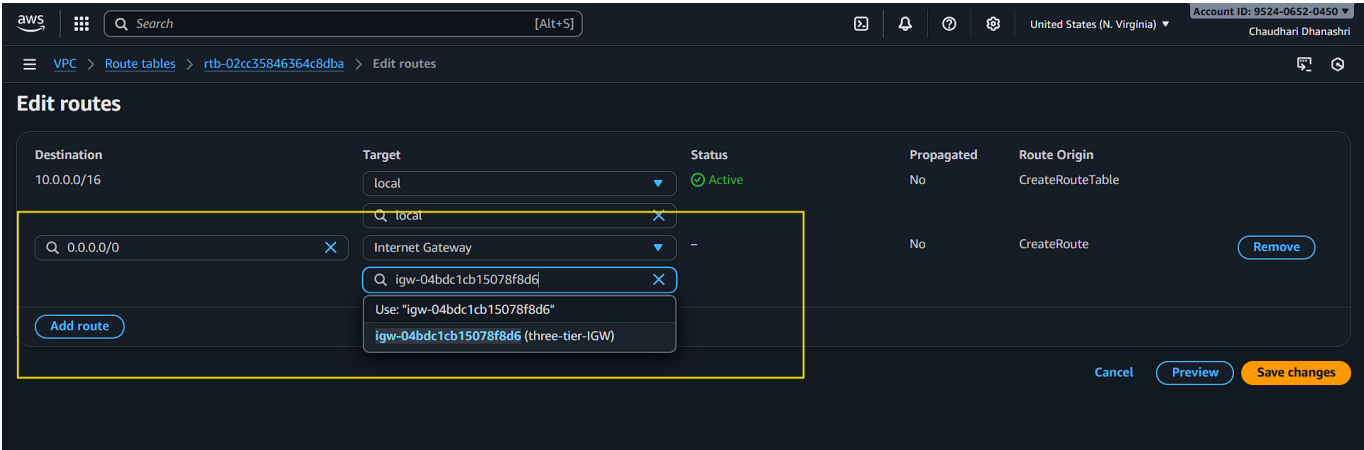 aws
Search [Alt+S]
United States (N. Virginia)
Account ID: 9524-0652-0450
Chaudhari Dhanashri
VPC
Route tables
rtb-02cc35846364c8dba
Edit routes
Edit routes
Destination Target Status Propagated Route Origin
10.0.0.0/16 local Active No CreateRouteTable
local
0.0.0.0/0 Internet Gateway – No CreateRoute Remove
igw-04bdc1cb15078f8d6
Use: "igw-04bdc1cb15078f8d6"
Add route
igw-04bdc1cb15078f8d6 (three-tier-IGW)
Cancel Preview Save changes